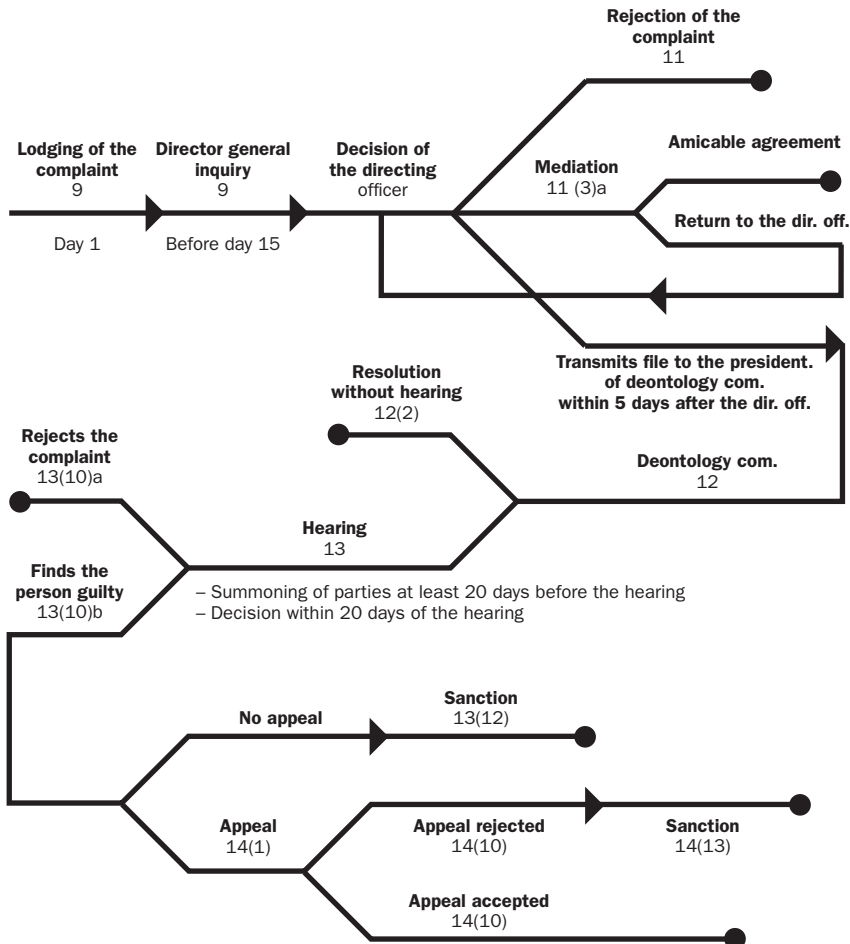 Rejection of the
complaint
11
Lodging of the
complaint
9
Director general
inquiry
9
Decision of
the directing
officer
Mediation
11 (3)a
Amicable agreement
Return to the dir. off.
Day 1
Before day 15
Transmits file to the president.
of deontology com.
within 5 days after the dir. off.
Resolution
without hearing
12(2)
Deontology com.
12
Rejects the
complaint
13(10)a
Hearing
13
Finds the
person guilty
13(10)b
– Summoning of parties at least 20 days before the hearing
– Decision within 20 days of the hearing
No appeal
Sanction
13(12)
Appeal
14(1)
Appeal rejected
14(10)
Sanction
14(13)
Appeal accepted
14(10)